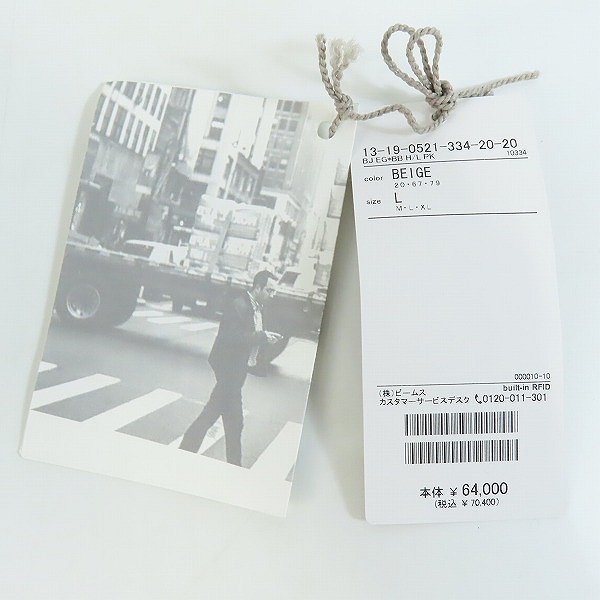 13-19-0521-334-20-20
BJ EG*BB H/L PK 10334
color BEIGE
20・67・79
size L
M・L・XL
000010-10
(株)ビームス built-in RFID
カスタマーサービスデスク 0120-011-301
本体 ¥ 64,000
(税込 ¥ 70,400)